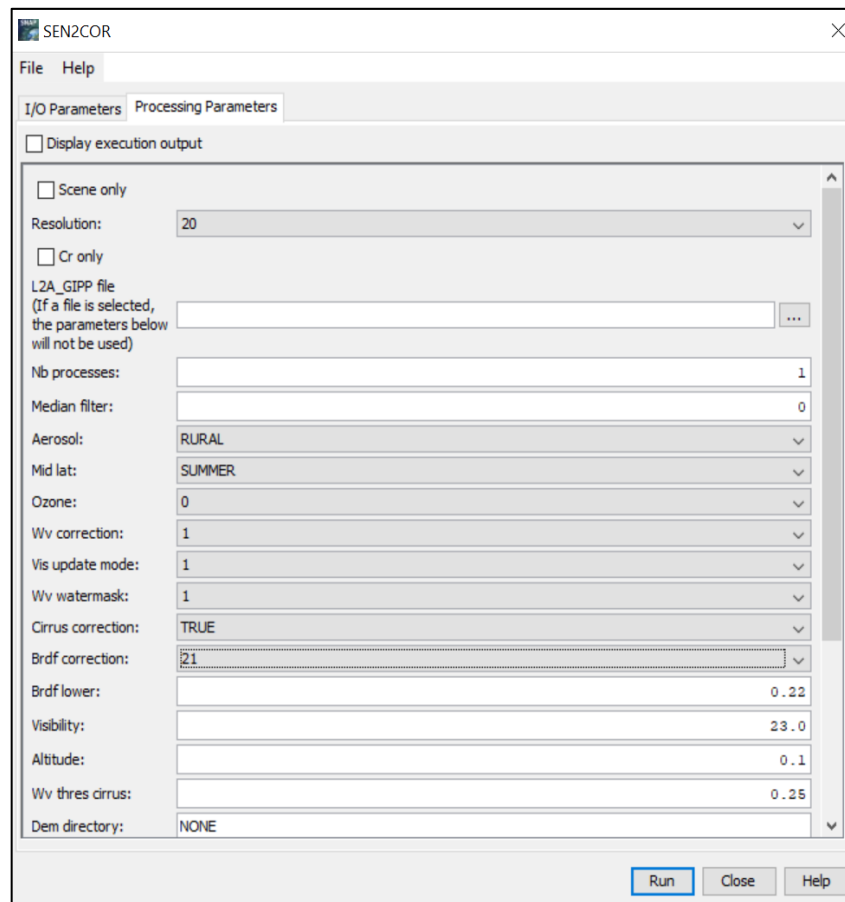 SNAP
SEN2COR
File Help
I/O Parameters Processing Parameters
Display execution output
Scene only
Resolution: 20
Cr only
L2A_GIPP file
(If a file is selected,
the parameters below
will not be used)
...
Nb processes: 1
Median filter: 0
Aerosol: RURAL
Mid lat: SUMMER
Ozone: 0
Wv correction: 1
Vis update mode: 1
Wv watermask: 1
Cirrus correction: TRUE
Brdf correction: 21
Brdf lower: 0.22
Visibility: 23.0
Altitude: 0.1
Wv thres cirrus: 0.25
Dem directory: NONE
Run Close Help